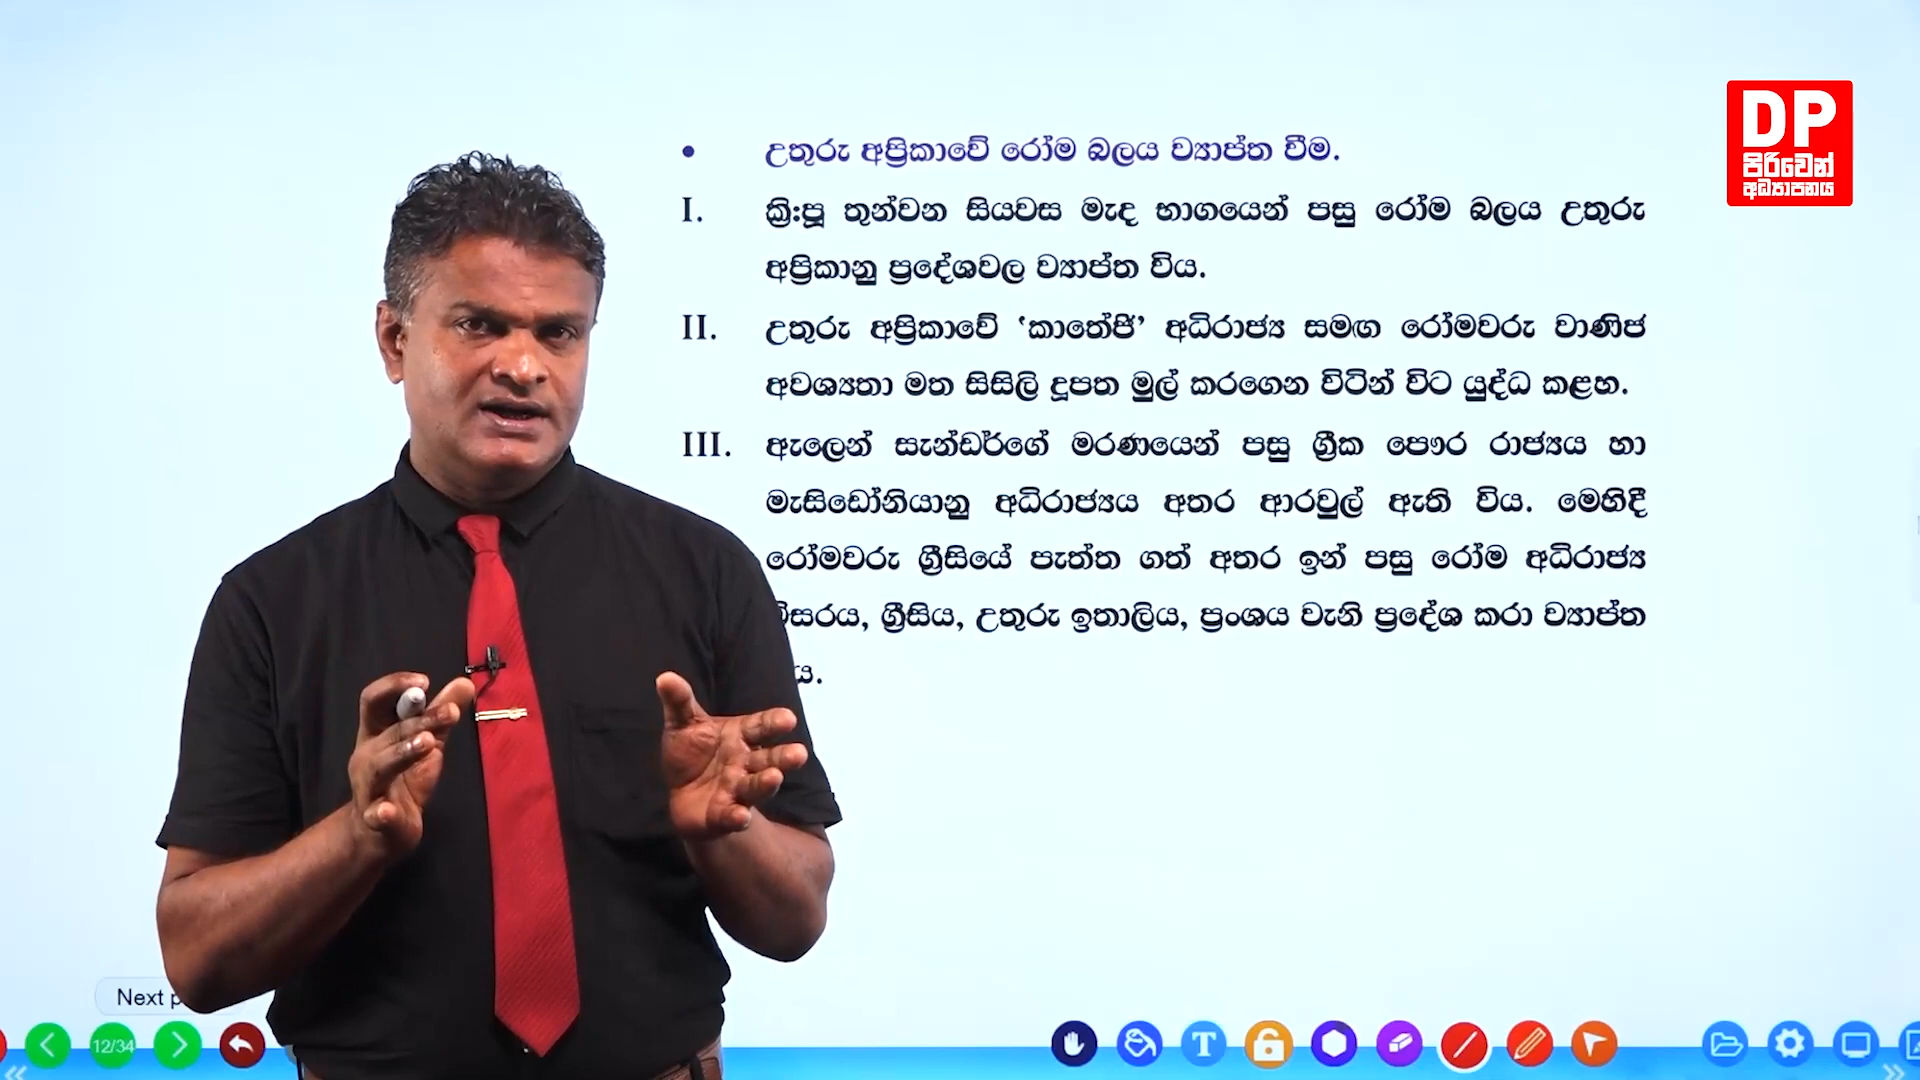 DP
පිරිවෙන්
අධ්‍යාපනය
• උතුරු අප්‍රිකාවේ රෝම බලය ව්‍යාප්ත වීම.
I. ක්‍රි:පූ තුන්වන සියවස මැද භාගයෙන් පසු රෝම බලය උතුරු
අප්‍රිකානු ප්‍රදේශවල ව්‍යාප්ත විය.
II. උතුරු අප්‍රිකාවේ ‘කාතේජ්’ අධිරාජ්‍ය සමඟ රෝමවරු වාණිජ
අවශ්‍යතා මත සිසිලි දූපත මුල් කරගෙන විටින් විට යුද්ධ කළහ.
III. ඇලෙන් සැන්ඩර්ගේ මරණයෙන් පසු ග්‍රීක පෞර රාජ්‍යය හා
මැසිඩෝනියානු අධිරාජ්‍යය අතර ආරවුල් ඇති විය. මෙහිදී
රෝමවරු ග්‍රීසියේ පැත්ත ගත් අතර ඉන් පසු රෝම අධිරාජ්‍ය
ග්‍රීසිය, උතුරු ඉතාලිය, ප්‍රංශය වැනි ප්‍රදේශ කරා ව්‍යාප්ත
ය.
Next
12/34
T